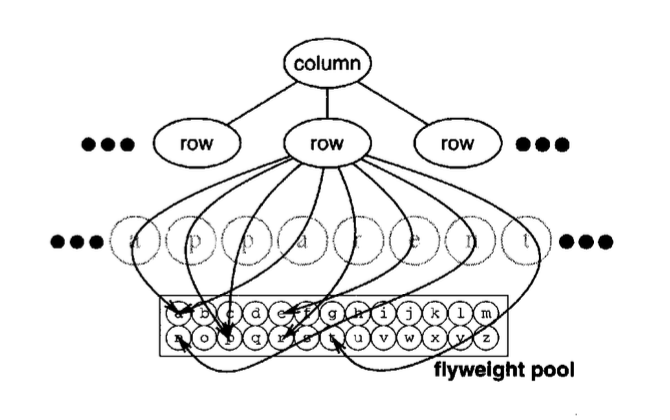 column
row row row
a p p a r e n t
a b c d e f g h i j k l m
n o p q r s t u v w x y z
flyweight pool